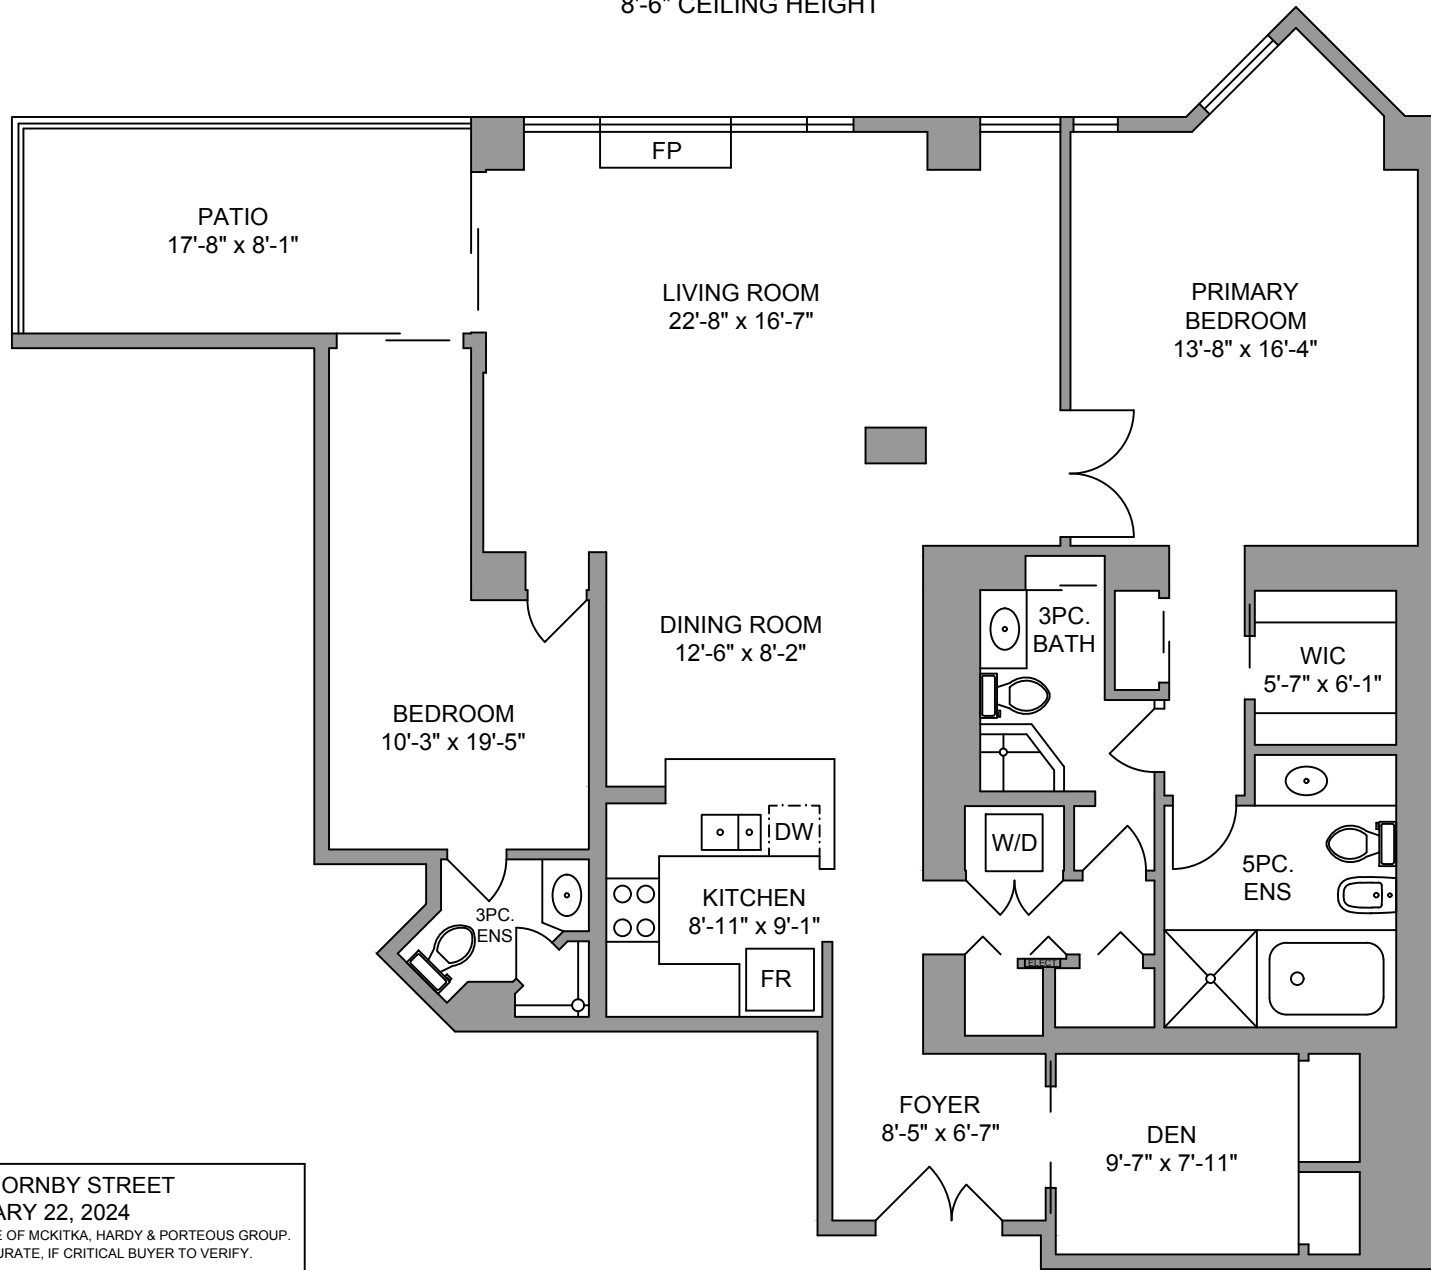 8'-6" CEILING HEIGHT
FP
PATIO
17'-8" x 8'-1"
LIVING ROOM
22'-8" x 16'-7"
PRIMARY
BEDROOM
13'-8" x 16'-4"
DINING ROOM
12'-6" x 8'-2"
3PC.
BATH
WIC
5'-7" x 6'-1"
BEDROOM
10'-3" x 19'-5"
DW
W/D
5PC.
ENS
KITCHEN
8'-11" x 9'-1"
3PC.
ENS
ELECT
FR
FOYER
8'-5" x 6'-7"
DEN
9'-7" x 7'-11"
ORNBY STREET
ARY 22, 2024
E OF MCKITKA, HARDY & PORTEOUS GROUP.
URATE, IF CRITICAL BUYER TO VERIFY.